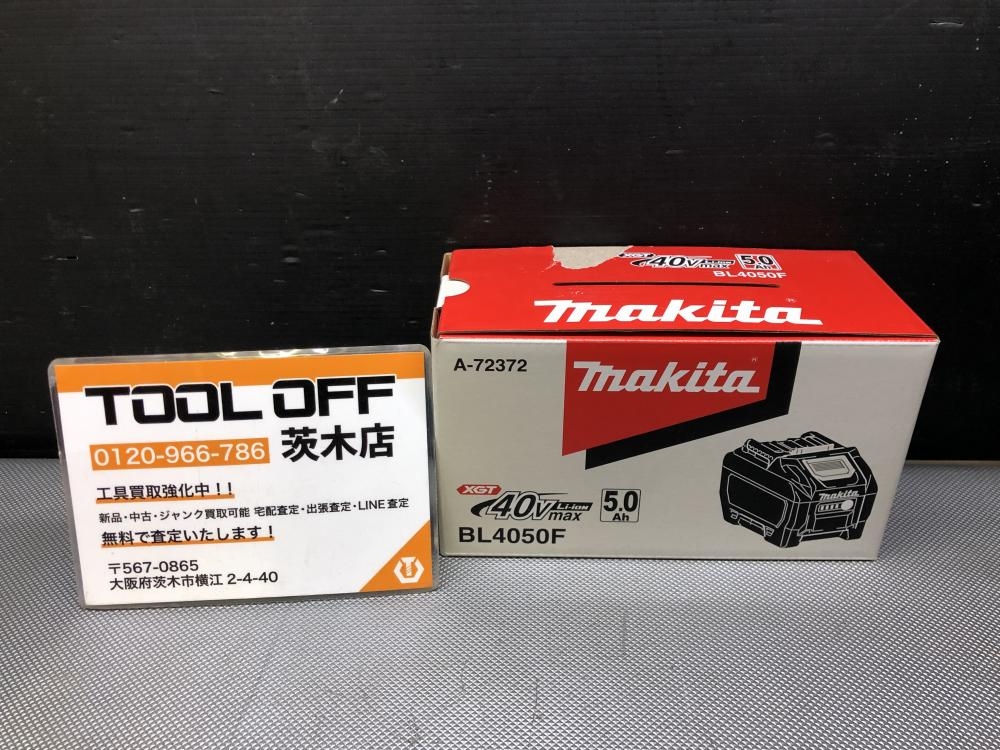 TOOL OFF
0120-966-786 茨木店
工具買取強化中！！
新品・中古・ジャンク買取可能 宅配査定・出張査定・LINE査定
無料で査定いたします！
〒567-0865
大阪府茨木市横江 2-4-40
XGT 40Vmax Li-ion 5.0 Ah
BL4050F
makita
A-72372
makita
XGT
40Vmax Li-ion 5.0 Ah
BL4050F
makita